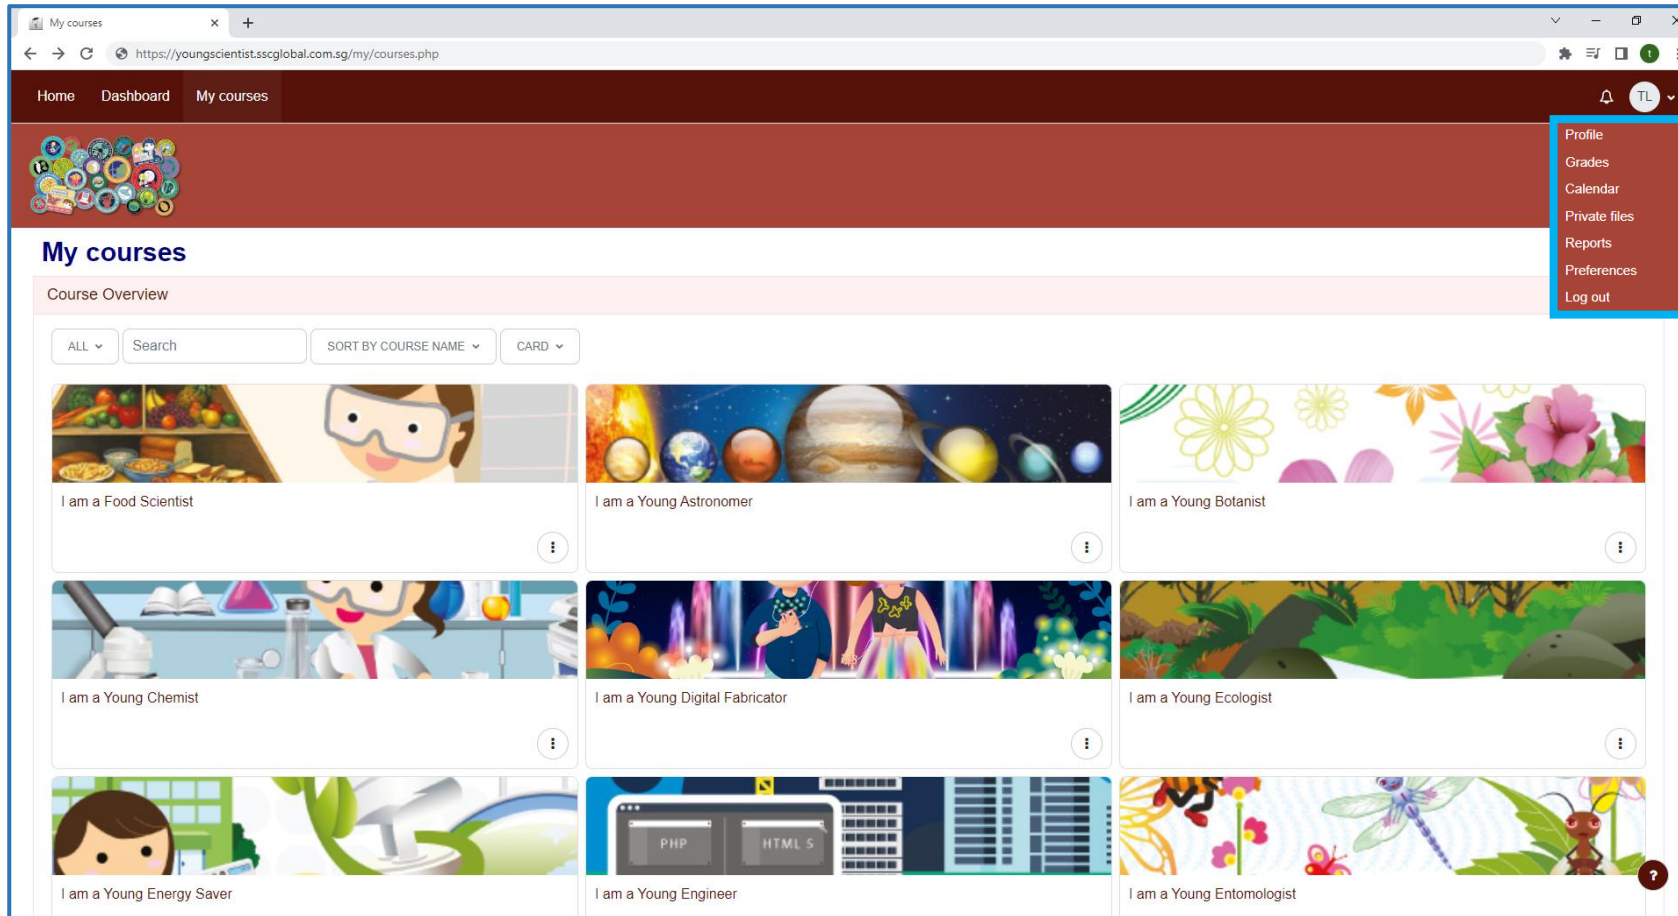 My courses
https://youngscientist.sscglobal.com.sg/my/courses.php
t
Home Dashboard My courses
TL
Profile
Grades
Calendar
Private files
Reports
Preferences
Log out
My courses
Course Overview
ALL Search SORT BY COURSE NAME CARD
I am a Food Scientist I am a Young Astronomer I am a Young Botanist
I am a Young Chemist I am a Young Digital Fabricator I am a Young Ecologist
PHP HTML 5
I am a Young Energy Saver I am a Young Engineer I am a Young Entomologist
?